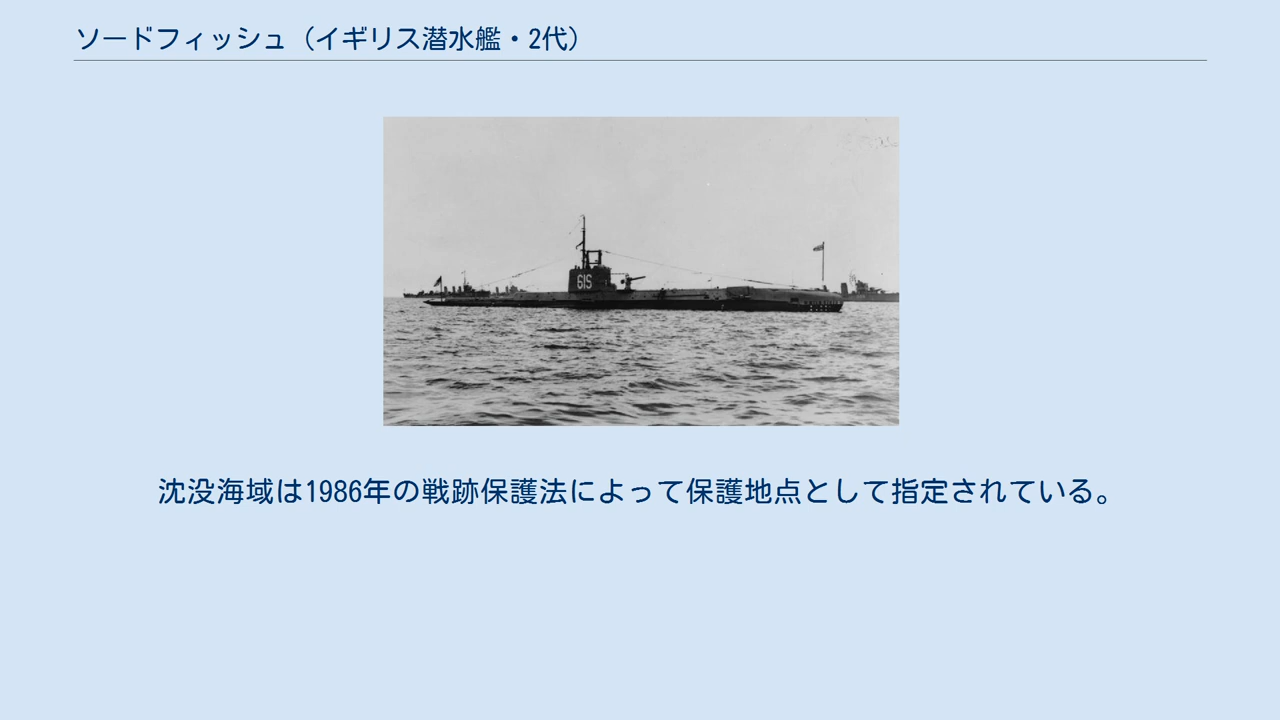 ソードフィッシュ（イギリス潜水艦・2代）
61S
沈没海域は1986年の戦跡保護法によって保護地点として指定されている。